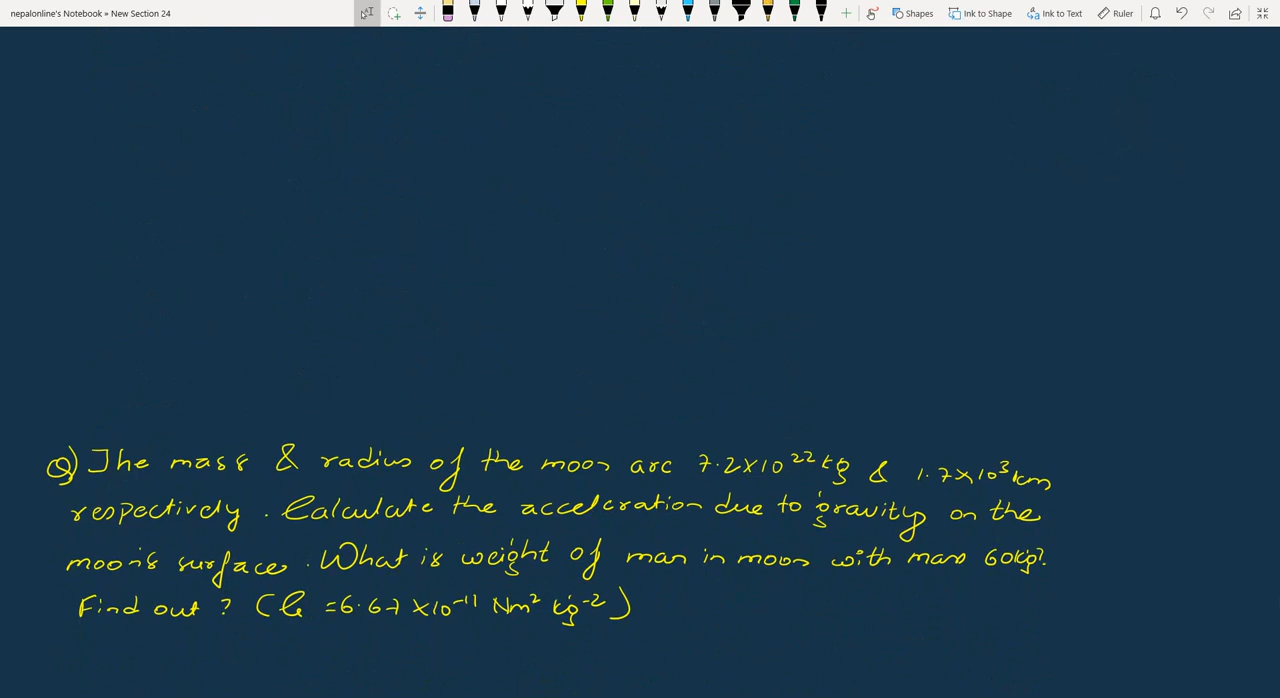 nepalonline's Notebook » New Section 24
Shapes Ink to Shape Ink to Text Ruler
Q) The mass & radius of the moon are 7.2×10²² kg & 1.7×10³ km
respectively. Calculate the acceleration due to gravity on the
moon's surface. What is weight of man in moon with mass 60kg?
Find out? (G = 6.67 ×10⁻¹¹ Nm² kg⁻²)